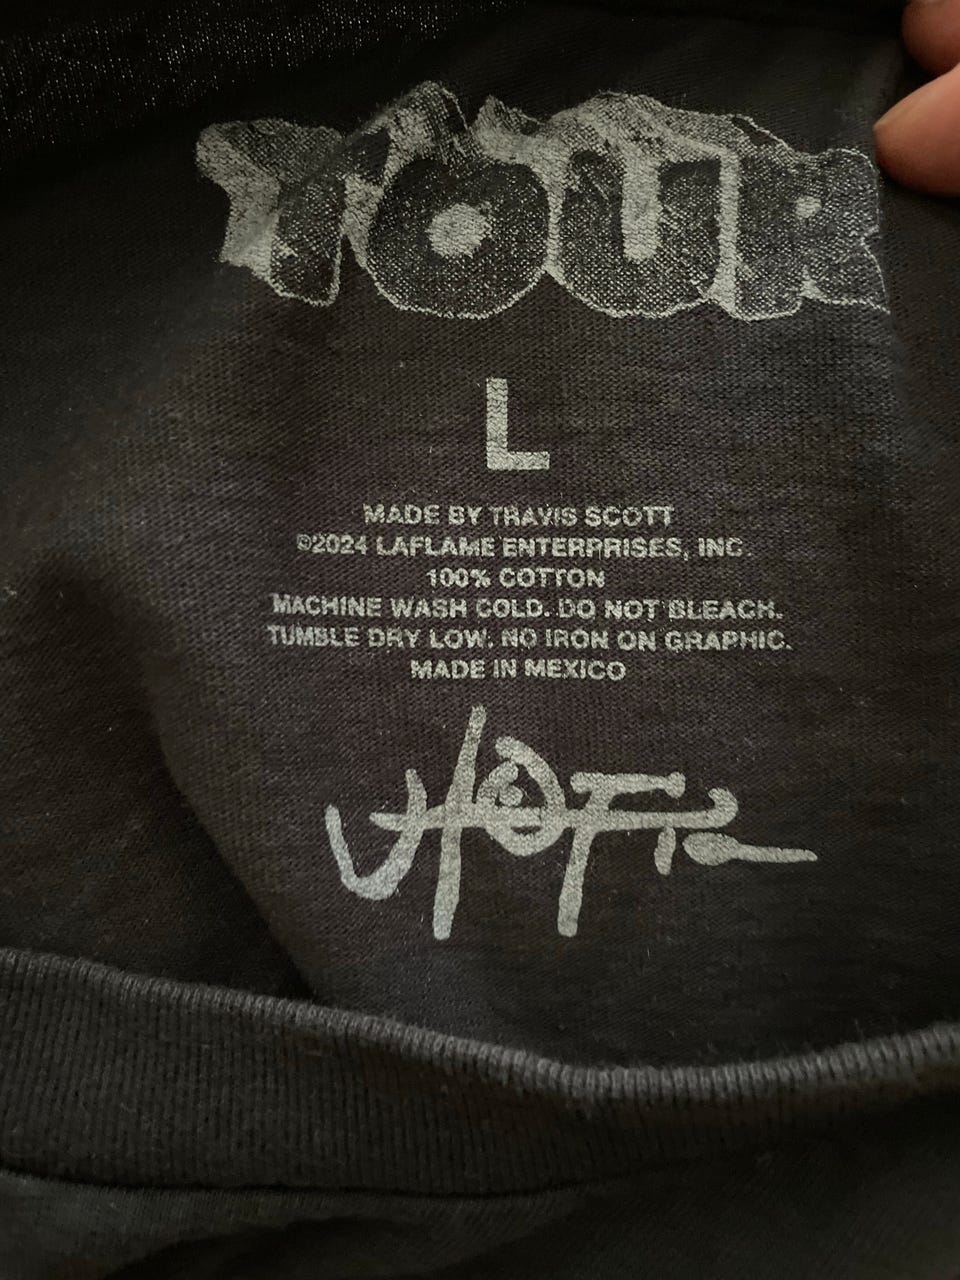 TOUR
L
MADE BY TRAVIS SCOTT
©2024 LAFLAME ENTERPRISES, INC.
100% COTTON
MACHINE WASH COLD. DO NOT BLEACH.
TUMBLE DRY LOW. NO IRON ON GRAPHIC.
MADE IN MEXICO